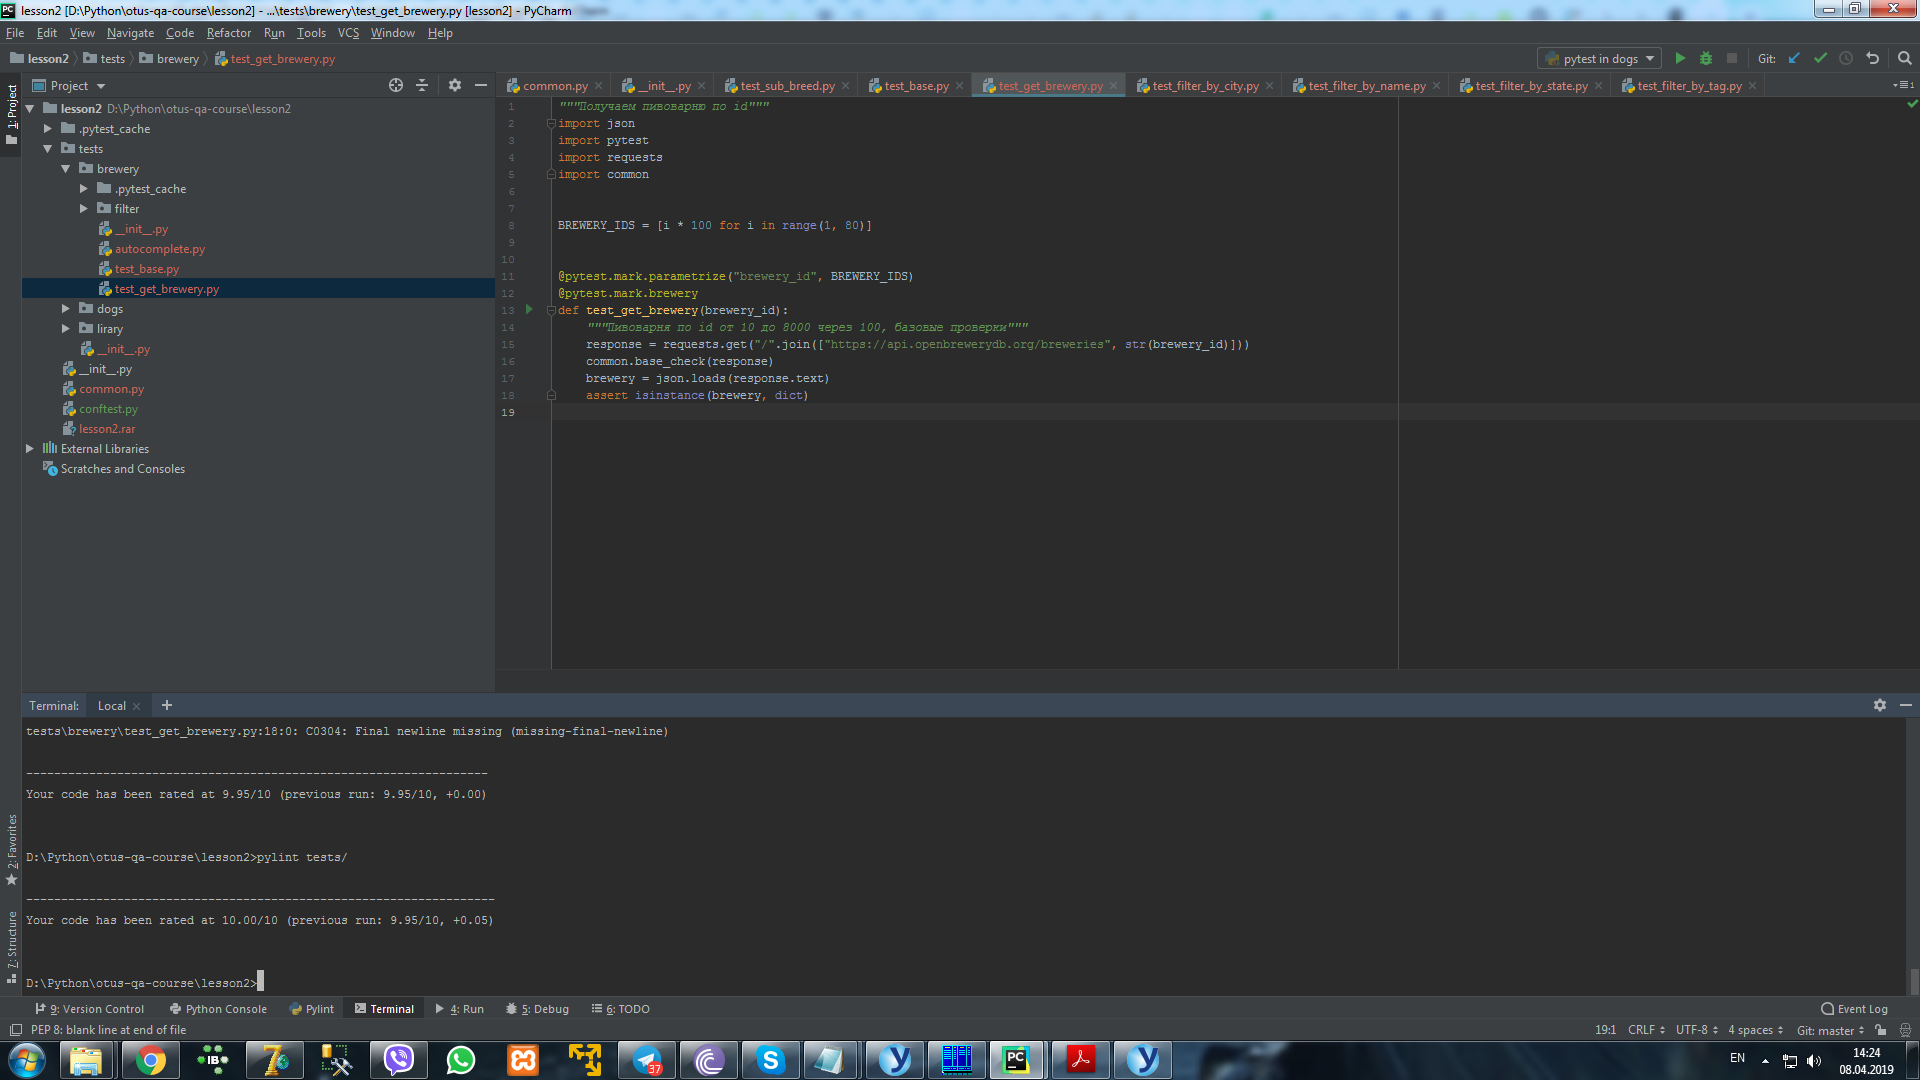 lesson2 [D:\Python\otus-qa-course\lesson2] - ...\tests\brewery\test_get_brewery.py [lesson2] - PyCharm
File Edit View Navigate Code Refactor Run Tools VCS Window Help
lesson2 tests brewery test_get_brewery.py
pytest in dogs Git:
1: Project
Project
common.py __init__.py test_sub_breed.py test_base.py test_get_brewery.py test_filter_by_city.py test_filter_by_name.py test_filter_by_state.py test_filter_by_tag.py
lesson2 D:\Python\otus-qa-course\lesson2
.pytest_cache
tests
brewery
.pytest_cache
filter
__init__.py
autocomplete.py
test_base.py
test_get_brewery.py
dogs
lirary
__init__.py
__init__.py
common.py
conftest.py
lesson2.rar
External Libraries
Scratches and Consoles
1 """Получаем пивоварню по id"""
2 import json
3 import pytest
4 import requests
5 import common
6
7
8 BREWERY_IDS = [i * 100 for i in range(1, 80)]
9
10
11 @pytest.mark.parametrize("brewery_id", BREWERY_IDS)
12 @pytest.mark.brewery
13 def test_get_brewery(brewery_id):
14 """Пивоварня по id от 10 до 8000 через 100, базовые проверки"""
15 response = requests.get("/".join(["https://api.openbrewerydb.org/breweries", str(brewery_id)]))
16 common.base_check(response)
17 brewery = json.loads(response.text)
18 assert isinstance(brewery, dict)
19
Terminal: Local +
tests\brewery\test_get_brewery.py:18:0: C0304: Final newline missing (missing-final-newline)
------------------------------------------------------------------
Your code has been rated at 9.95/10 (previous run: 9.95/10, +0.00)
D:\Python\otus-qa-course\lesson2>pylint tests/
-------------------------------------------------------------------
Your code has been rated at 10.00/10 (previous run: 9.95/10, +0.05)
D:\Python\otus-qa-course\lesson2>
2: Favorites
7: Structure
9: Version Control Python Console Pylint Terminal 4: Run 5: Debug 6: TODO Event Log
PEP 8: blank line at end of file 19:1 CRLF UTF-8 4 spaces Git: master
IB 37 PC EN 14:24
08.04.2019